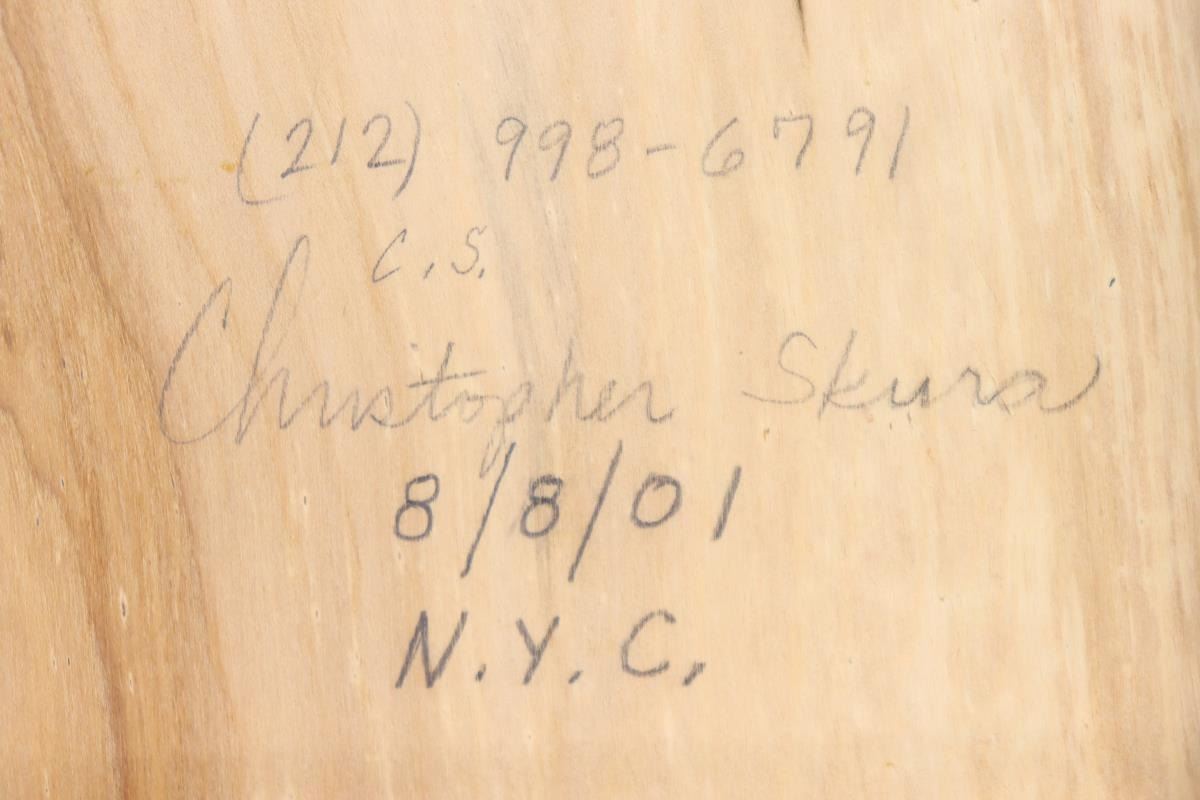 (212) 998-6791
C.S.
Christopher Skura
8/8/01
N.Y.C.